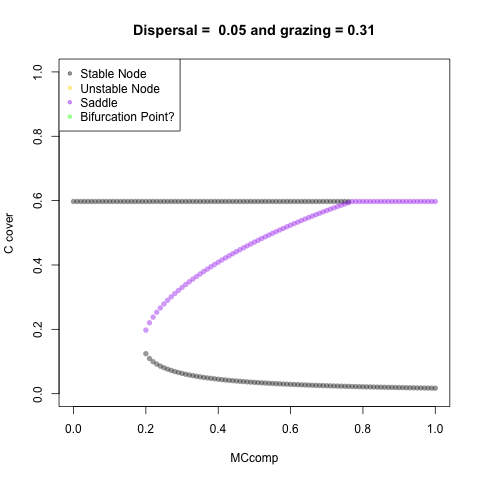 Dispersal =  0.05 and grazing = 0.31
Stable Node
Unstable Node
Saddle
Bifurcation Point?
1.0
0.8
0.6
0.4
0.2
0.0
C cover
0.0 0.2 0.4 0.6 0.8 1.0
MCcomp